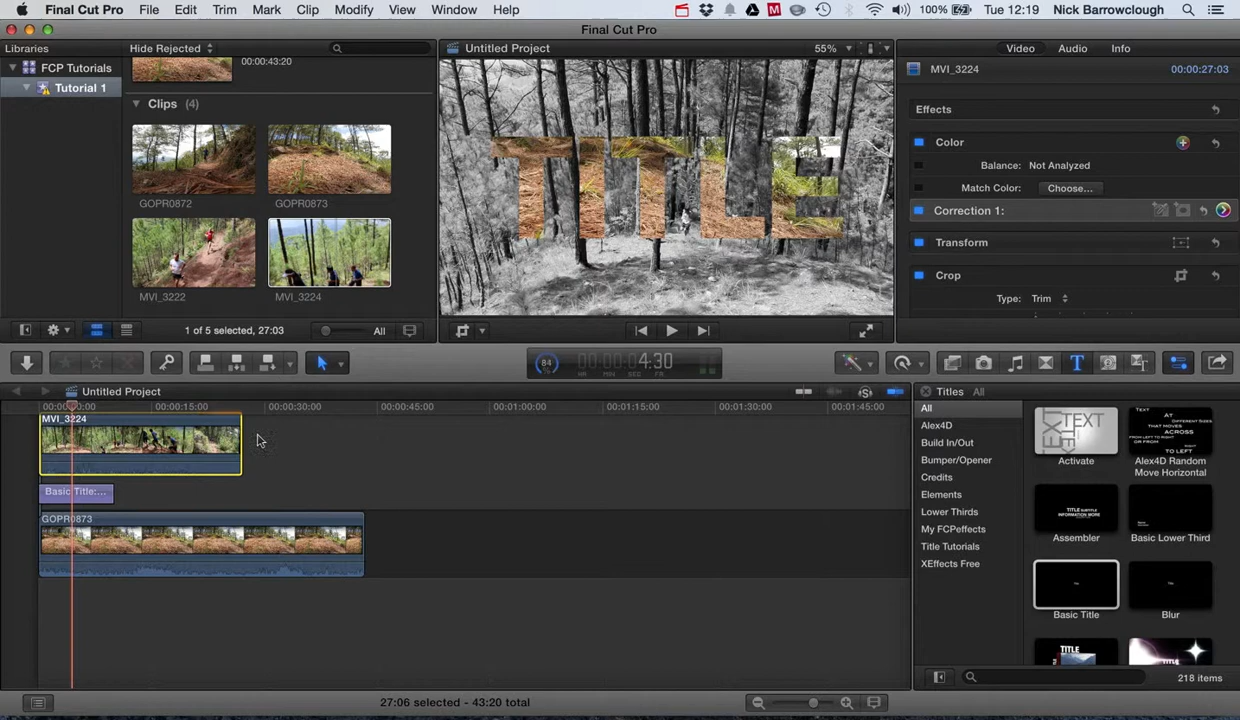 Final Cut Pro File Edit Trim Mark Clip Modify View Window Help 100% Tue 12:19 Nick Barrowclough
Final Cut Pro
Libraries Hide Rejected Untitled Project 55% Video Audio Info
FCP Tutorials 00:00:43:20 MVI_3224 00:00:27:03
Tutorial 1
Clips (4) Effects
Color
Balance: Not Analyzed
Match Color: Choose...
GOPR0872 GOPR0873 TITLE Correction 1:
Transform
Crop
MVI_3222 MVI_3224 Type: Trim
1 of 5 selected, 27:03 All
84 4:30
Untitled Project Titles All
00:00:15:00 00:00:30:00 00:00:45:00 00:01:00:00 00:01:15:00 00:01:30:00 00:01:45:00
MVI_3224
Basic Title:...
GOPR0873
All
Alex4D
Build In/Out
Bumper/Opener
Credits
Elements
Lower Thirds
My FCPeffects
Title Tutorials
XEffects Free
Activate Alex4D Random
Move Horizontal
Assembler Basic Lower Third
Basic Title Blur
218 items
27:06 selected - 43:20 total